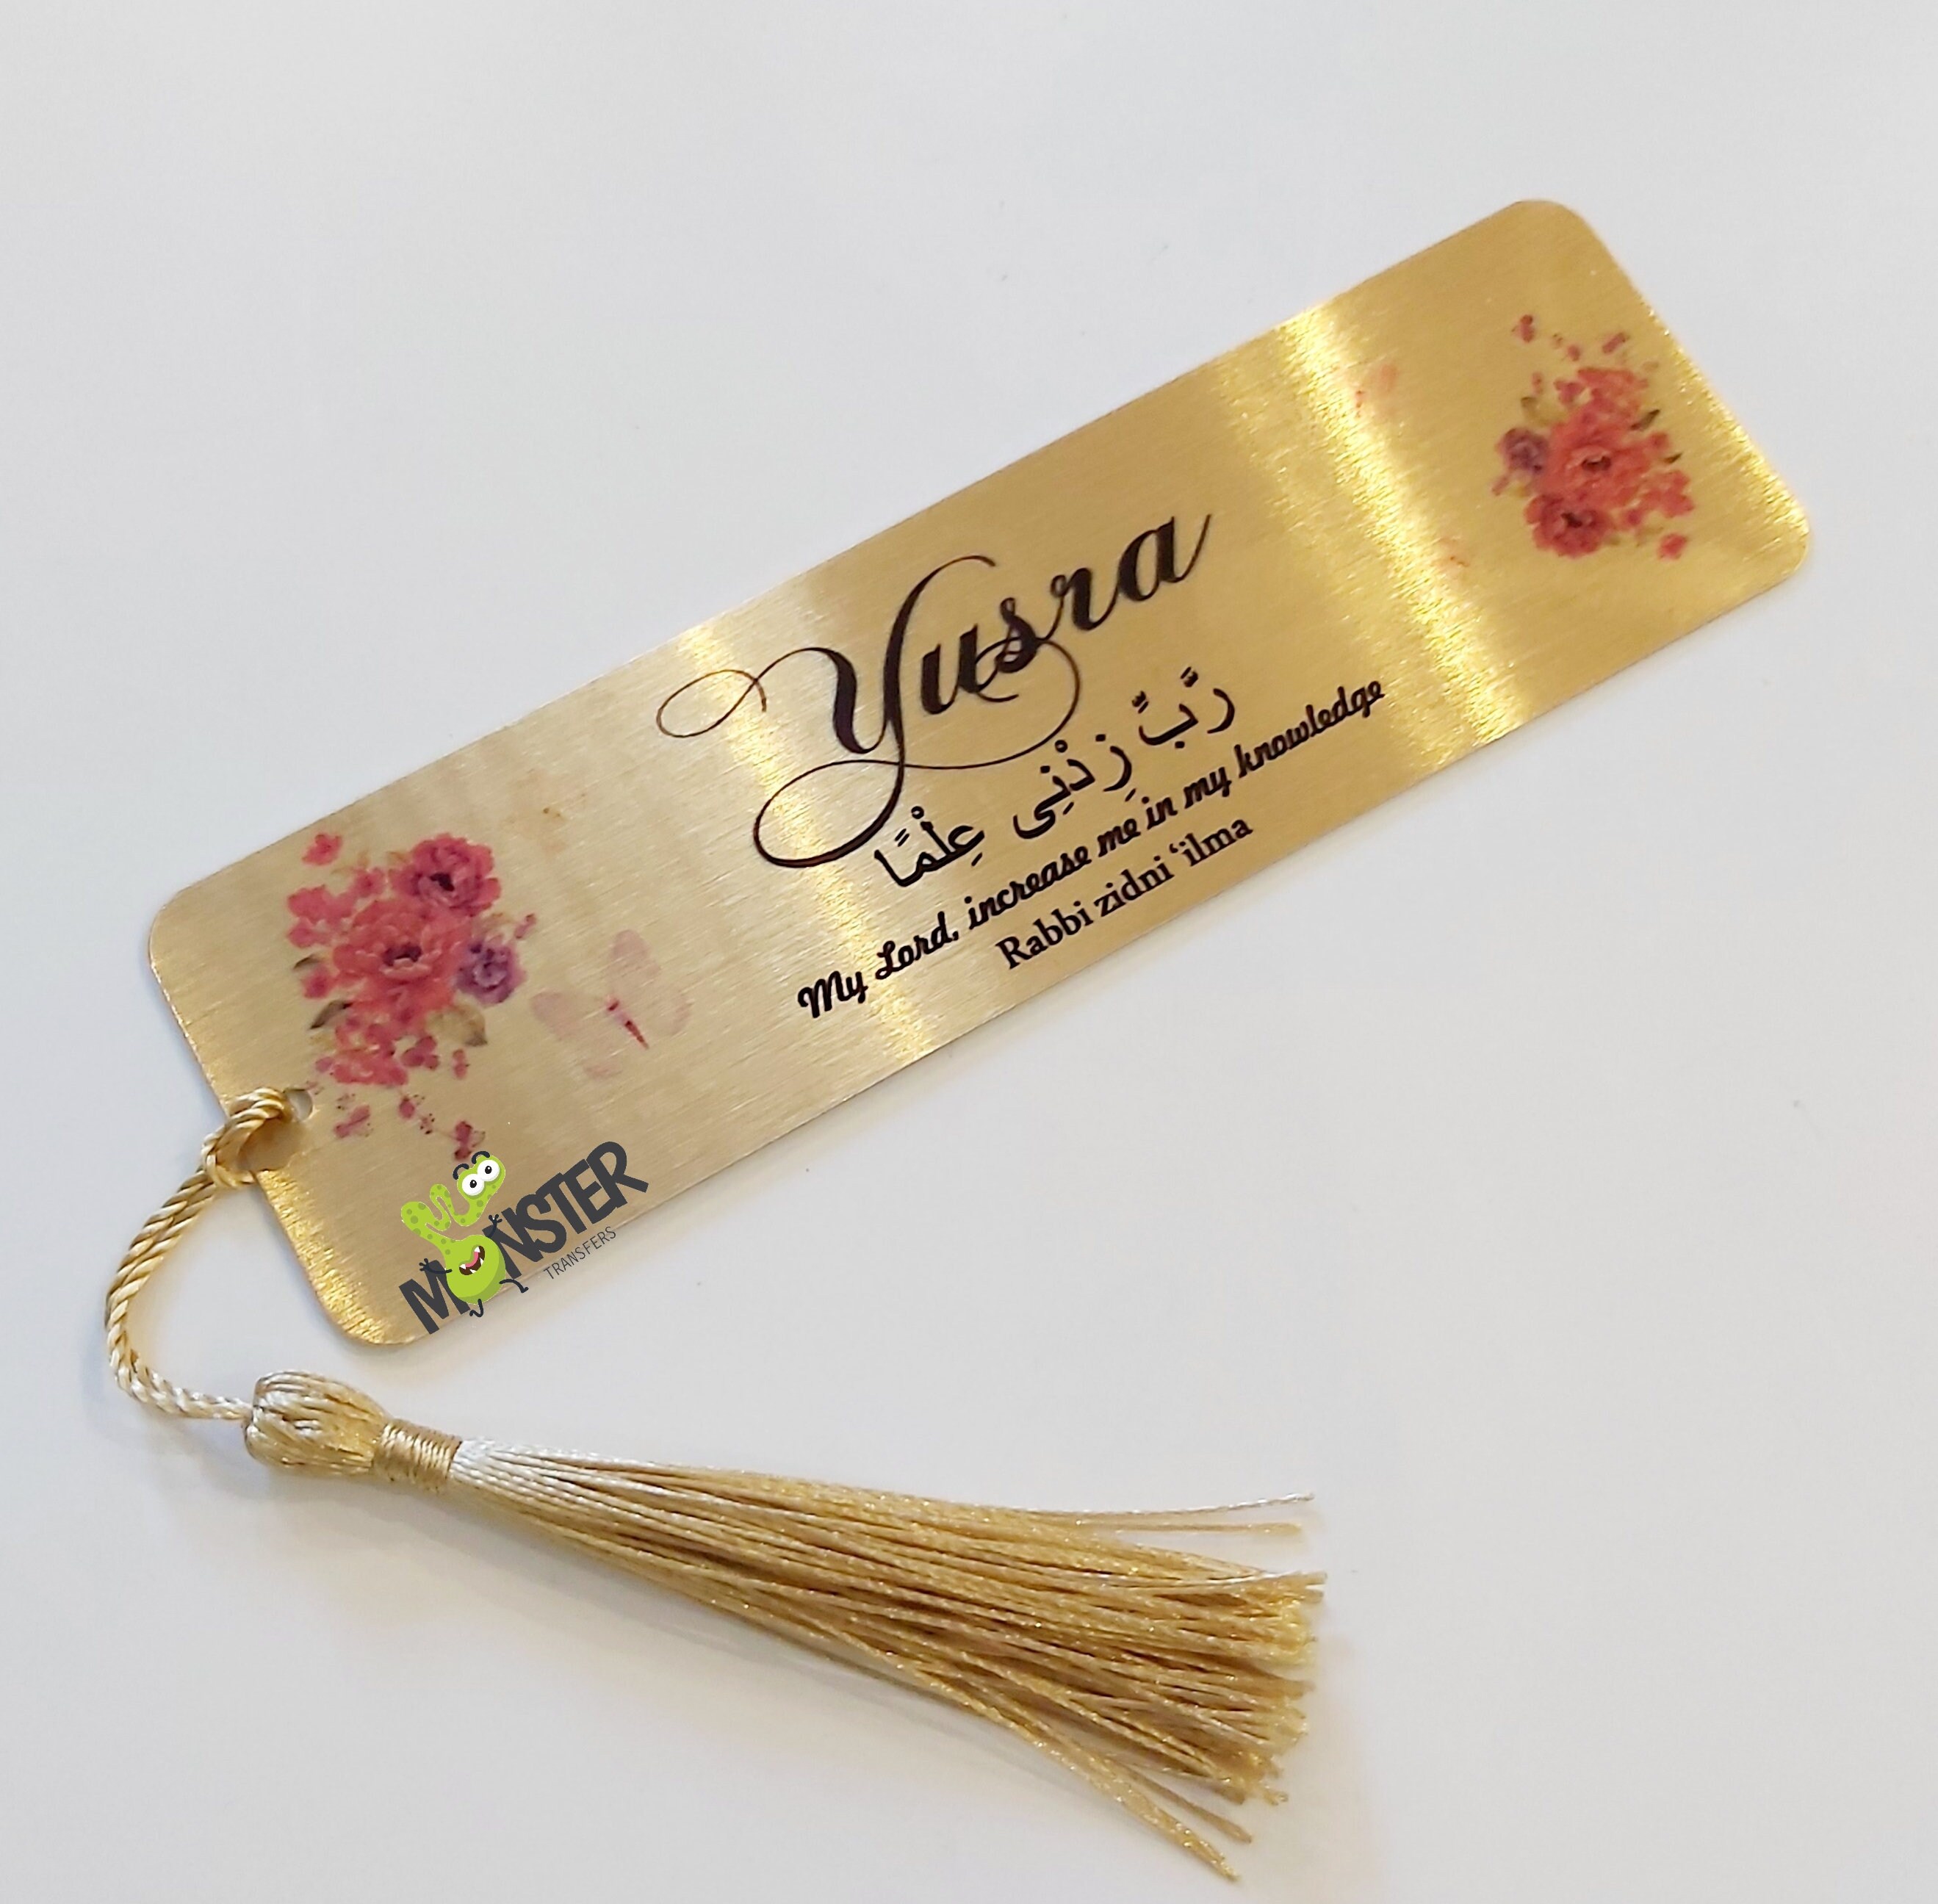 Yusra
رَّبِّ زِدْنِى عِلْمًا
My Lord, increase me in my knowledge
Rabbi zidni ‘ilma
MONSTER
TRANSFERS